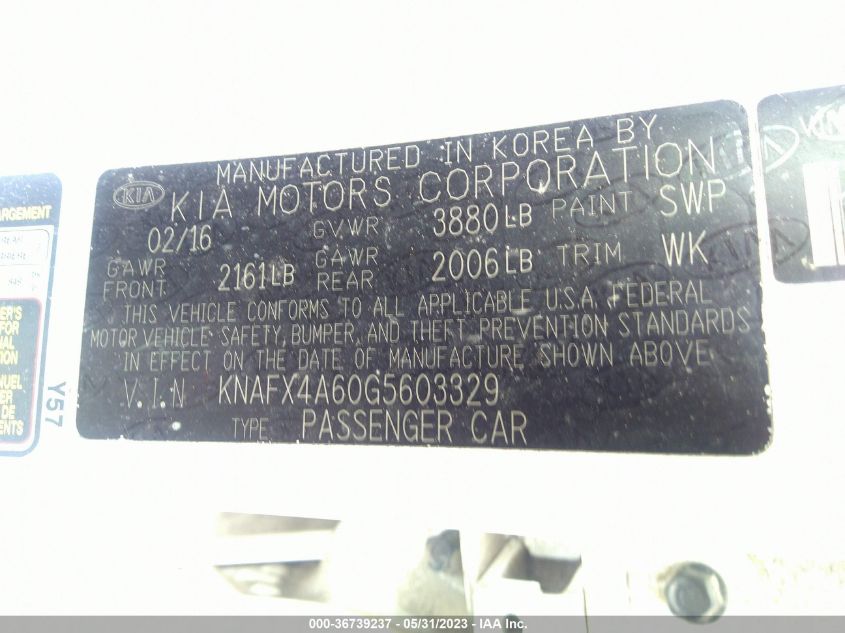 MANUFACTURED IN KOREA BY
KIA KIA MOTORS CORPORATION
02/16 GVWR 3880LB PAINT SWP
GAWR FRONT 2161LB GAWR REAR 2006LB TRIM WK
THIS VEHICLE CONFORMS TO ALL APPLICABLE U.S.A. FEDERAL
MOTOR VEHICLE SAFETY, BUMPER, AND THEFT PREVENTION STANDARDS
IN EFFECT ON THE DATE OF MANUFACTURE SHOWN ABOVE
V.I.N KNAFX4A60G5603329
TYPE PASSENGER CAR
Y57
000-36739237 - 05/31/2023 - IAA Inc.